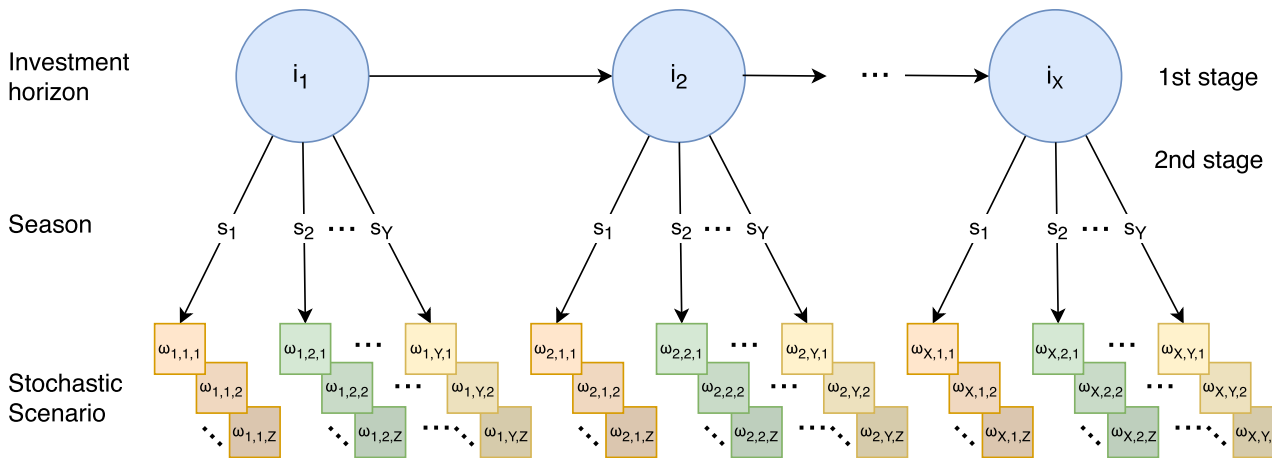 Investment
horizon
i₁
i₂
...
iₓ
1st stage
2nd stage
Season
s₁ s₂ ... sY
s₁ s₂ ... sY
s₁ s₂ ... sY
Stochastic
Scenario
ω1,1,1 ω1,2,1 ... ω1,Y,1 ω2,1,1 ω2,2,1 ... ω2,Y,1 ωX,1,1 ωX,2,1 ... ωX,Y,1
ω1,1,2 ω1,2,2 ... ω1,Y,2 ω2,1,2 ω2,2,2 ... ω2,Y,2 ωX,1,2 ωX,2,2 ... ωX,Y,2
ω1,1,Z ω1,2,Z ... ω1,Y,Z ω2,1,Z ω2,2,Z ... ω2,Y,Z ωX,1,Z ωX,2,Z ... ωX,Y,